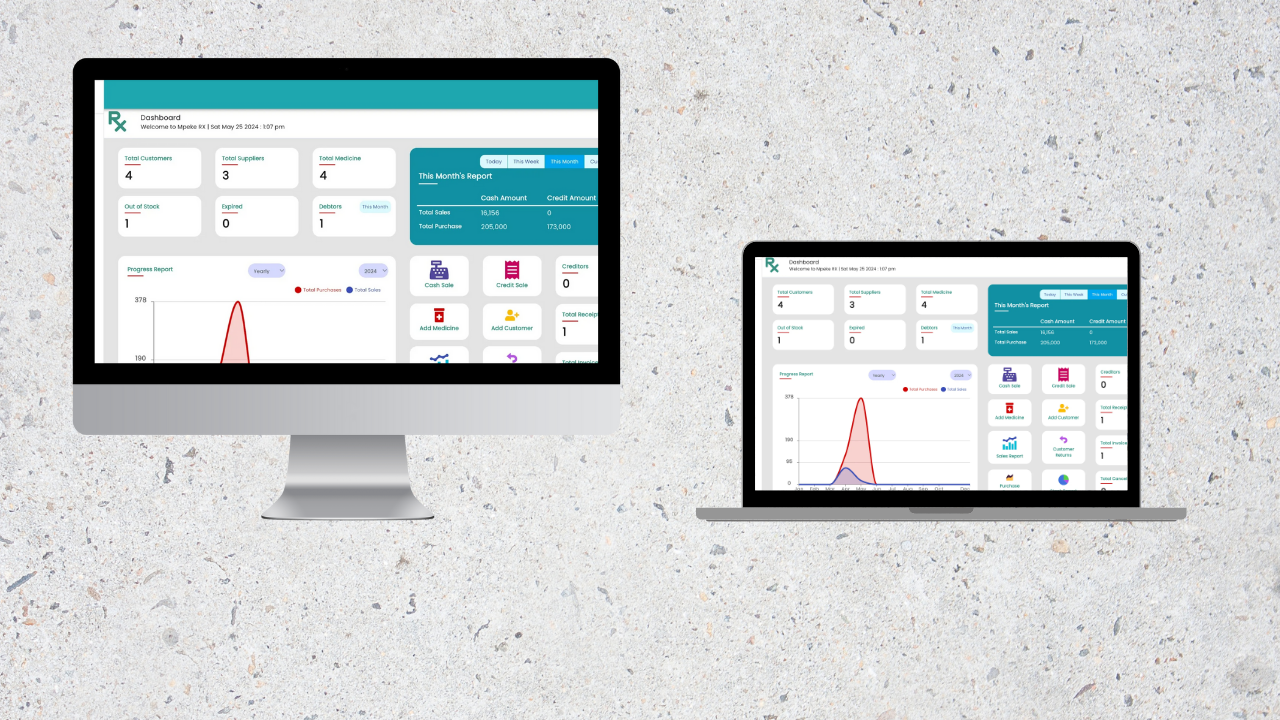 Rx
Dashboard
Welcome to Mpeke RX | Sat May 25 2024 : 1:07 pm
Total Customers
4
Total Suppliers
3
Total Medicine
4
Out of Stock
1
Expired
0
Debtors
This Month
1
Today
This Week
This Month
Cu
This Month's Report
Cash Amount
Credit Amount
Total Sales
16,156
0
Total Purchase
205,000
173,000
Progress Report
Yearly
2024
Total Purchases
Total Sales
378
190
Cash Sale
Credit Sale
Creditors
0
Add Medicine
Add Customer
Total Receip
1
Total Invoice
Rx
Dashboard
Welcome to Mpeke RX | Sat May 25 2024 : 1:07 pm
Total Customers
4
Total Suppliers
3
Total Medicine
4
Out of Stock
1
Expired
0
Debtors
This Month
1
Today
This Week
This Month
Cu
This Month's Report
Cash Amount
Credit Amount
Total Sales
16,156
0
Total Purchase
205,000
173,000
Progress Report
Yearly
2024
Total Purchases
Total Sales
378
190
95
0
Jan
Feb
Mar
Apr
May
Jun
Jul
Aug
Sep
Oct
Dec
Cash Sale
Credit Sale
Creditors
0
Add Medicine
Add Customer
Total Receip
1
Sales Report
Customer
Returns
Total Invoice
1
Purchase
Total Cancel